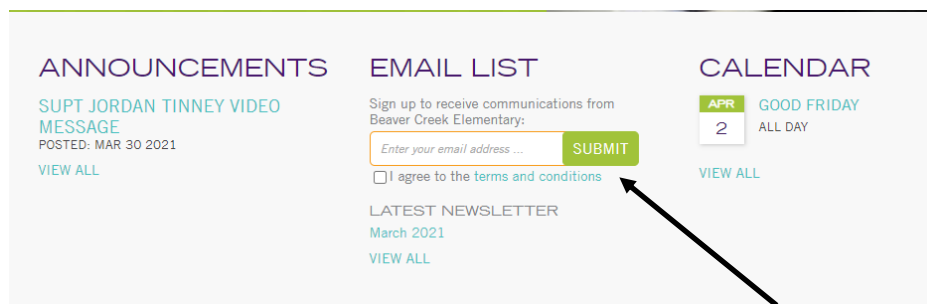 ANNOUNCEMENTS
SUPT JORDAN TINNEY VIDEO
MESSAGE
POSTED: MAR 30 2021
VIEW ALL
EMAIL LIST
Sign up to receive communications from
Beaver Creek Elementary:
Enter your email address ...
SUBMIT
I agree to the terms and conditions
LATEST NEWSLETTER
March 2021
VIEW ALL
CALENDAR
APR
2
GOOD FRIDAY
ALL DAY
VIEW ALL